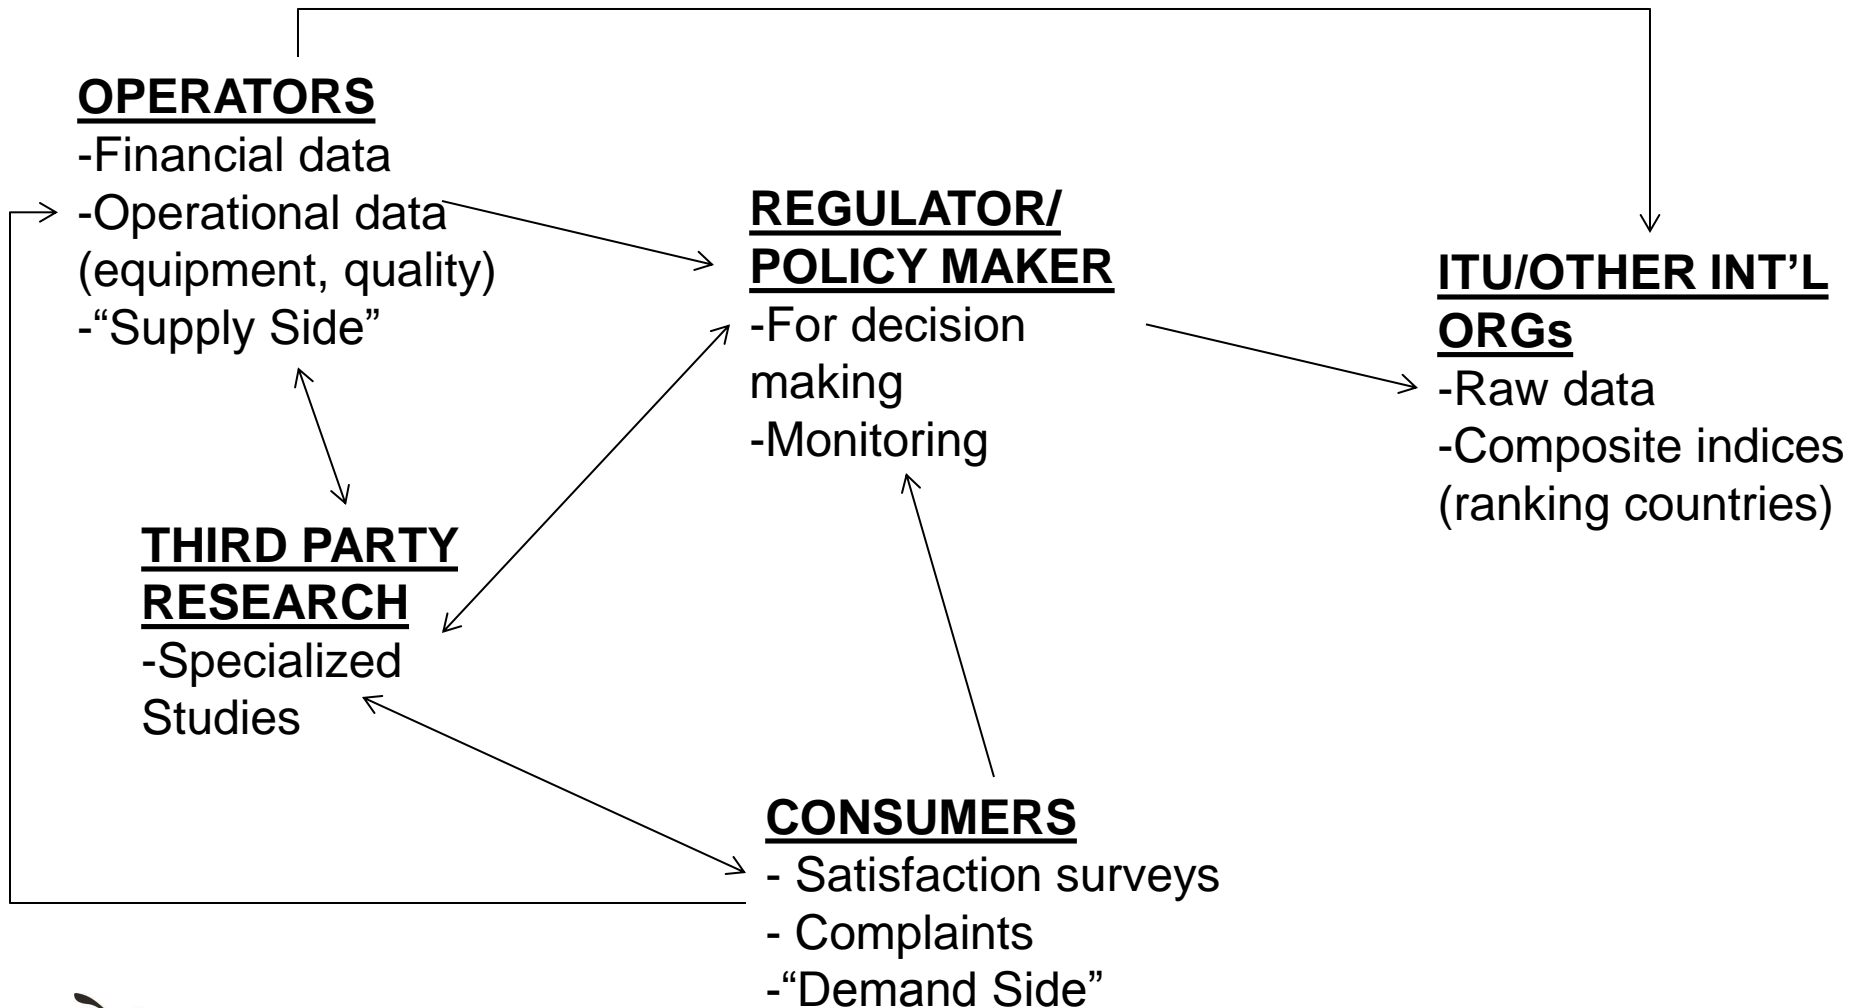 OPERATORS
-Financial data
-Operational data
(equipment, quality)
-“Supply Side”
REGULATOR/
POLICY MAKER
-For decision
making
-Monitoring
ITU/OTHER INT’L
ORGs
-Raw data
-Composite indices
(ranking countries)
THIRD PARTY
RESEARCH
-Specialized
Studies
CONSUMERS
- Satisfaction surveys
- Complaints
-“Demand Side”